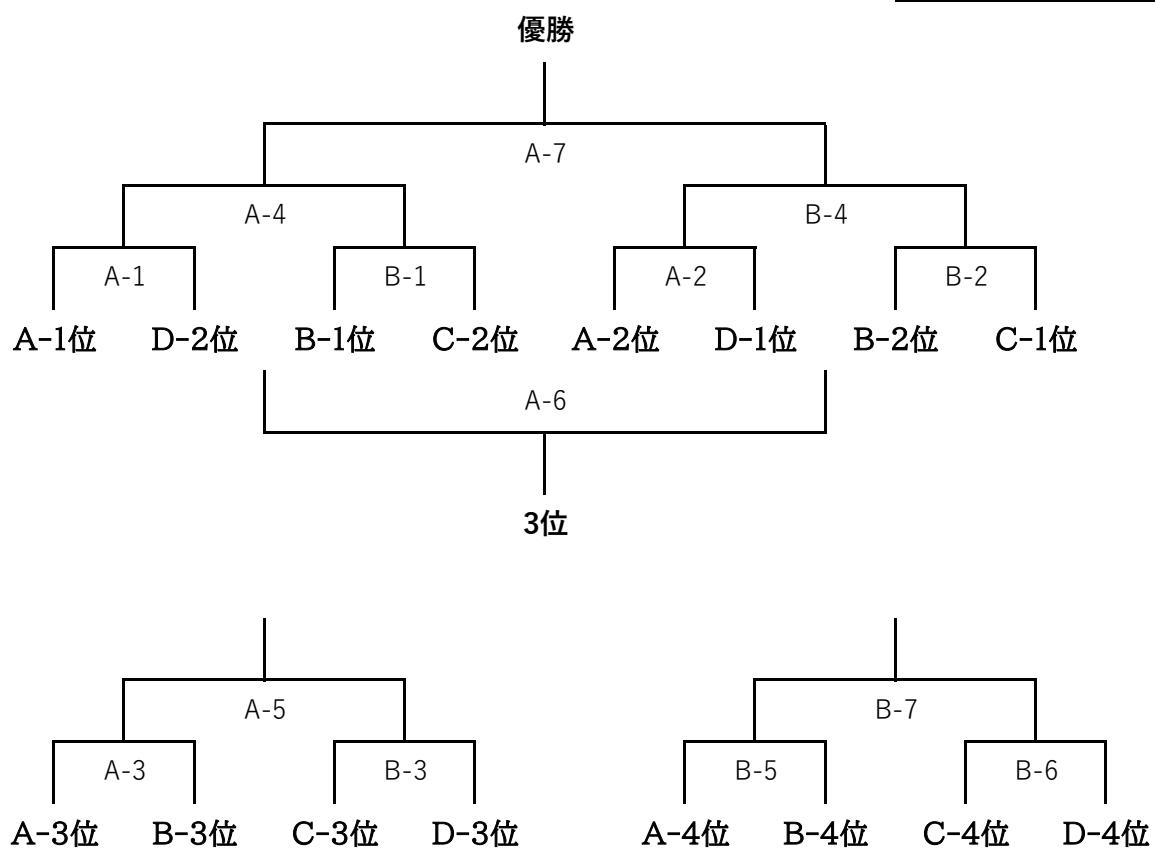 優勝
A-7
A-4 B-4
A-1 B-1 A-2 B-2
A-1位 D-2位 B-1位 C-2位 A-2位 D-1位 B-2位 C-1位
A-6
3位
A-5 B-7
A-3 B-3 B-5 B-6
A-3位 B-3位 C-3位 D-3位 A-4位 B-4位 C-4位 D-4位